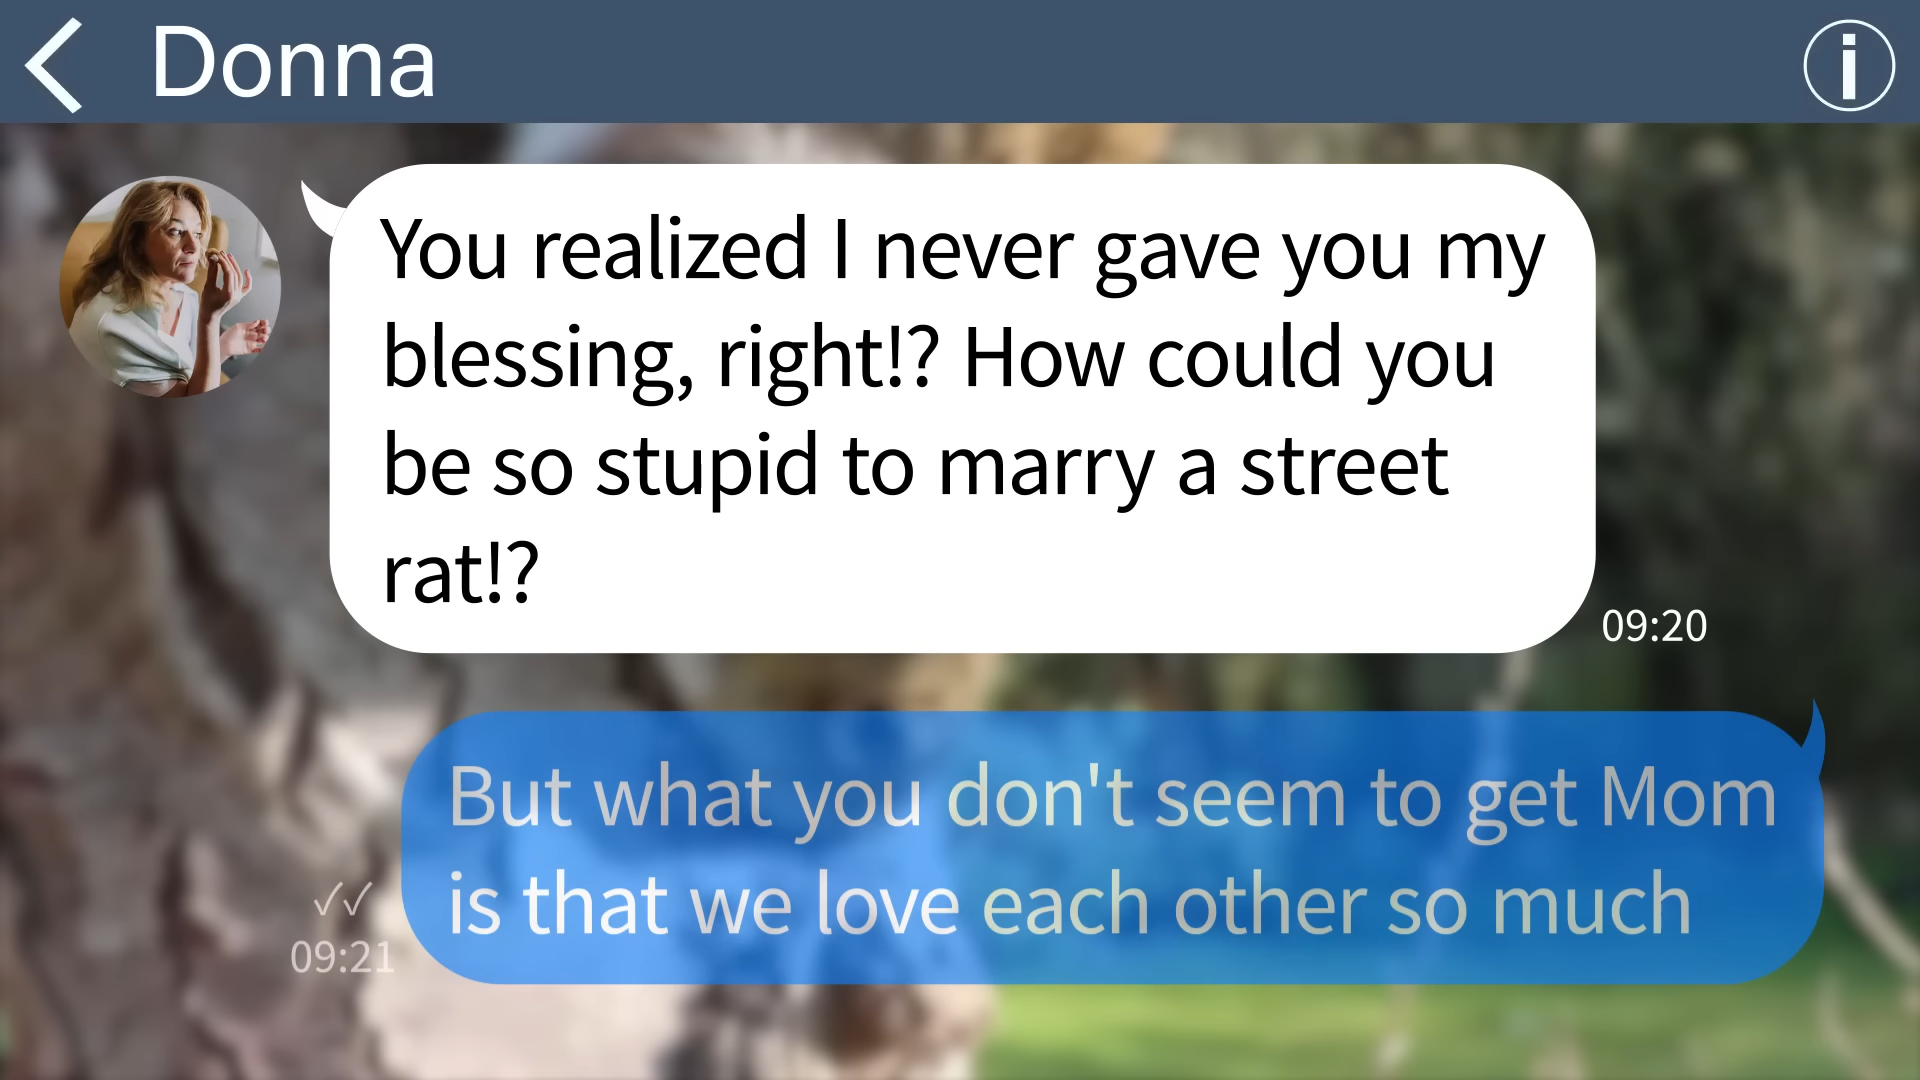 Donna
You realized I never gave you my
blessing, right!? How could you
be so stupid to marry a street
rat!?
09:20
But what you don't seem to get Mom
is that we love each other so much
09:21